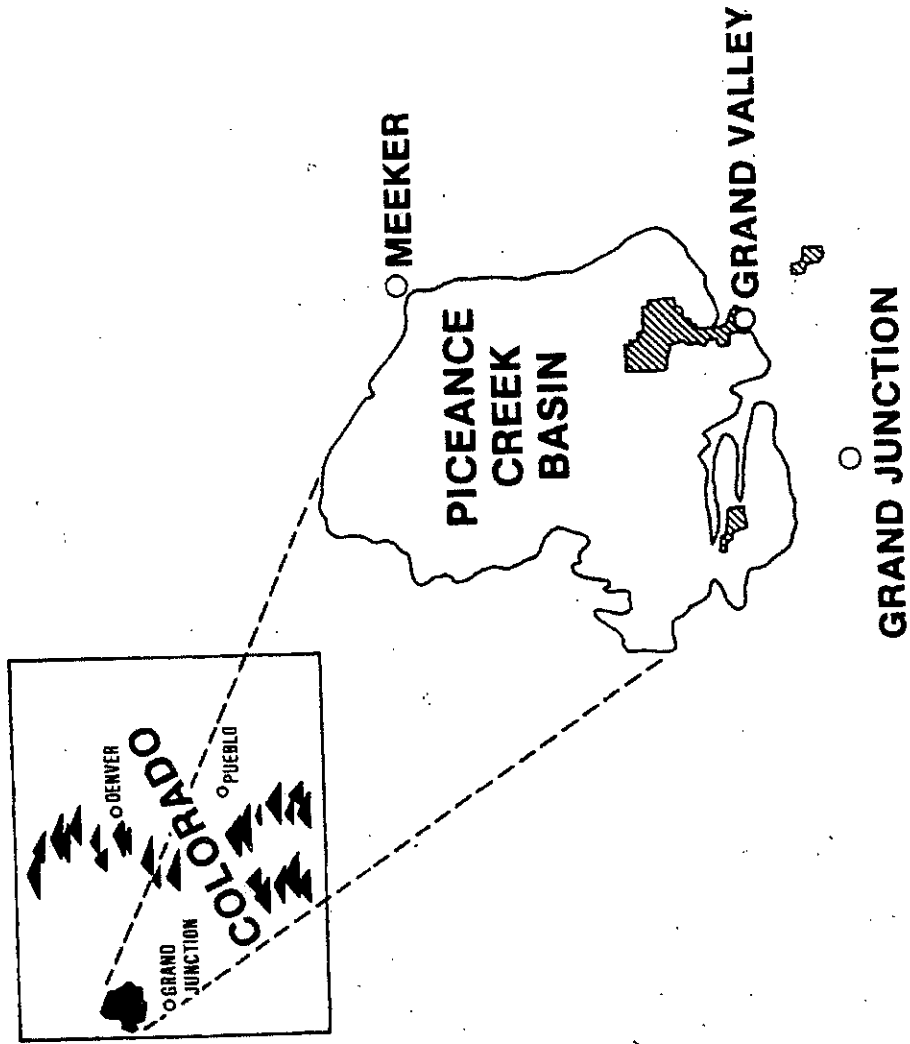 DENVER
COLORADO
PUEBLO
GRAND
JUNCTION
MEEKER
PICEANCE
CREEK
BASIN
GRAND VALLEY
GRAND JUNCTION